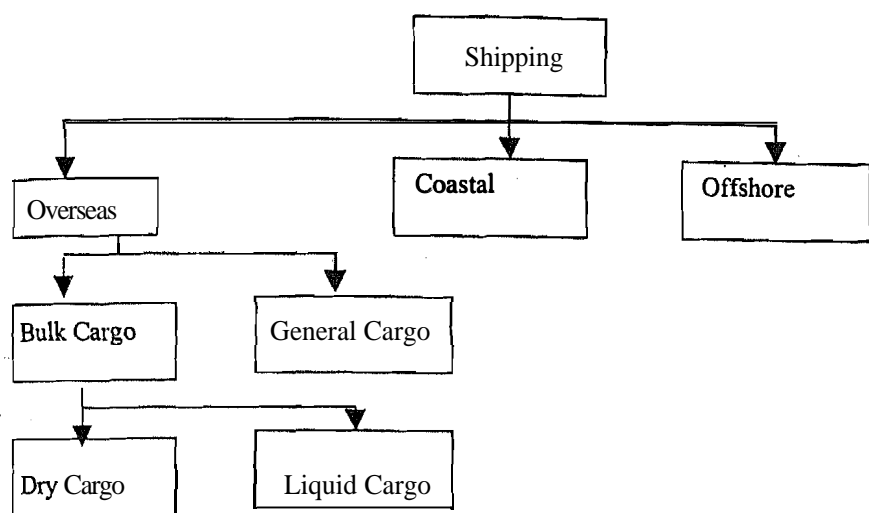 Shipping
Coastal
Offshore
Overseas
Bulk Cargo
General Cargo
Dry Cargo
Liquid Cargo